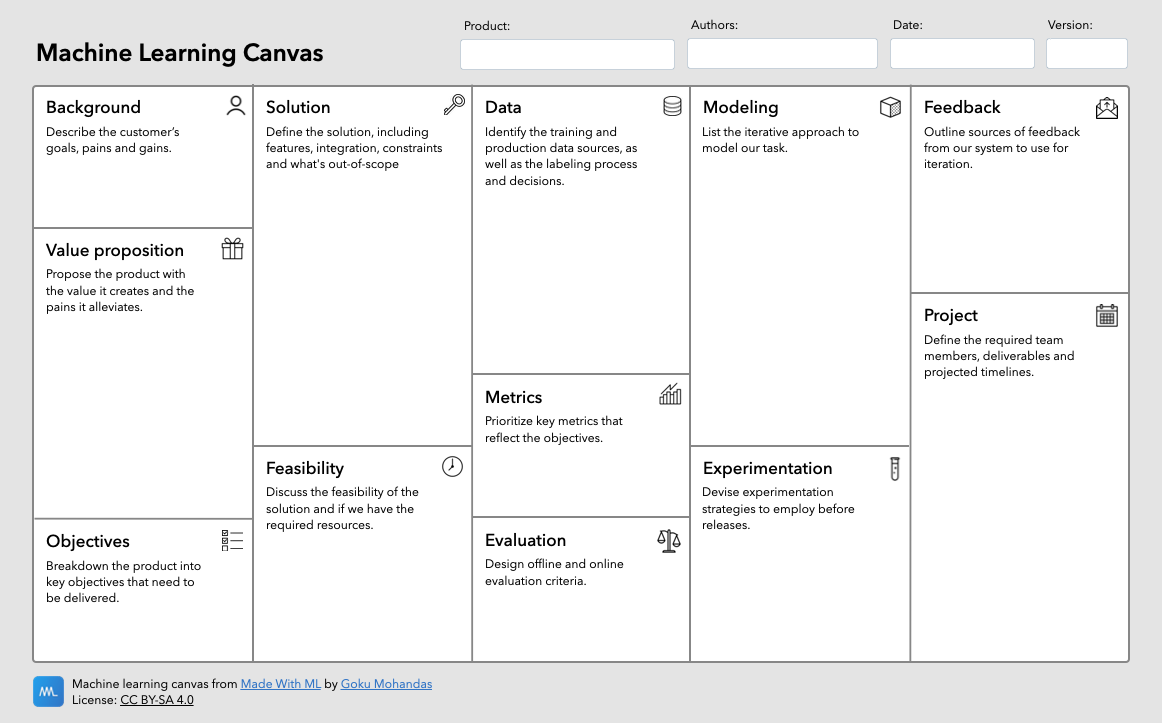 Machine Learning Canvas
Product:
Authors:
Date:
Version:
Background
Describe the customer's
goals, pains and gains.
Value proposition
Propose the product with
the value it creates and the
pains it alleviates.
Objectives
Breakdown the product into
key objectives that need to
be delivered.
Solution
Define the solution, including
features, integration, constraints
and what's out-of-scope
Feasibility
Discuss the feasibility of the
solution and if we have the
required resources.
Data
Identify the training and
production data sources, as
well as the labeling process
and decisions.
Metrics
Prioritize key metrics that
reflect the objectives.
Evaluation
Design offline and online
evaluation criteria.
Modeling
List the iterative approach to
model our task.
Experimentation
Devise experimentation
strategies to employ before
releases.
Feedback
Outline sources of feedback
from our system to use for
iteration.
Project
Define the required team
members, deliverables and
projected timelines.
ML
Machine learning canvas from Made With ML by Goku Mohandas
License: CC BY-SA 4.0